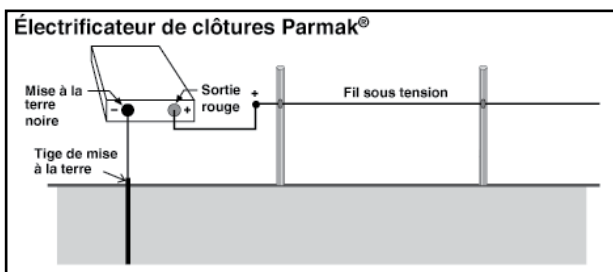 Électrificateur de clôtures Parmak®
Mise à la
terre
noire
-
+
Sortie
rouge
+
Fil sous tension
Tige de mise
à la terre